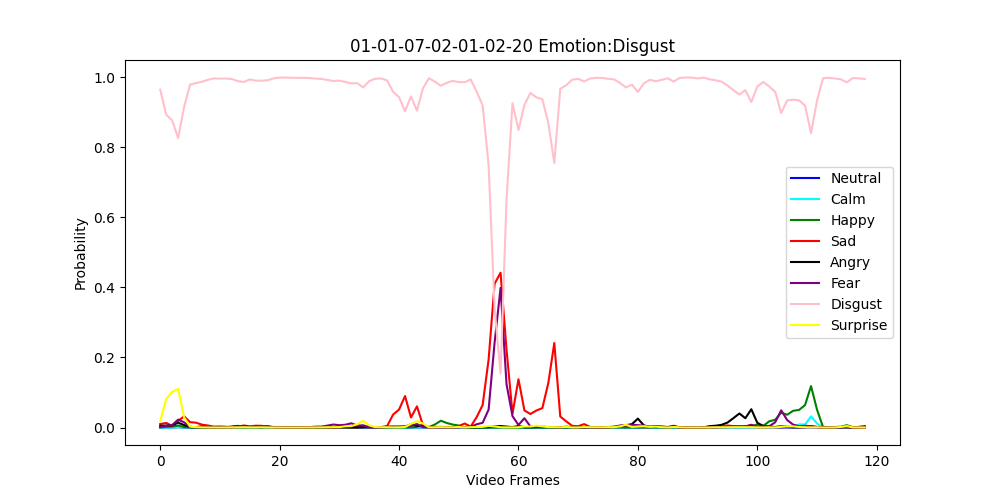 01-01-07-02-01-02-20 Emotion:Disgust
1.0
0.8
0.6
0.4
0.2
0.0
Probability
Neutral
Calm
Happy
Sad
Angry
Fear
Disgust
Surprise
0 20 40 60 80 100 120
Video Frames